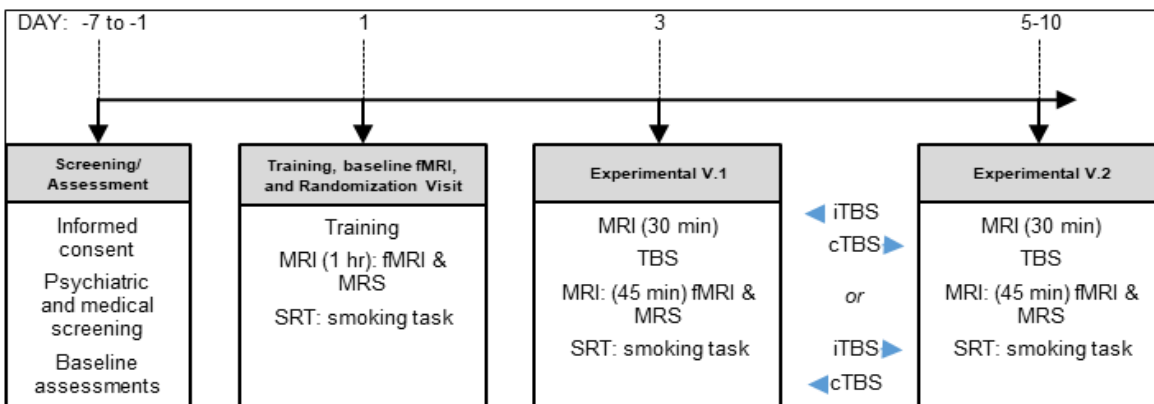 DAY: -7 to -1
1
3
5-10
Screening/
Assessment
Informed
consent
Psychiatric
and medical
screening
Baseline
assessments
Training, baseline fMRI,
and Randomization Visit
Training
MRI (1 hr): fMRI &
MRS
SRT: smoking task
Experimental V.1
MRI (30 min)
TBS
MRI: (45 min) fMRI &
MRS
SRT: smoking task
iTBS
cTBS
or
iTBS
cTBS
Experimental V.2
MRI (30 min)
TBS
MRI: (45 min) fMRI &
MRS
SRT: smoking task